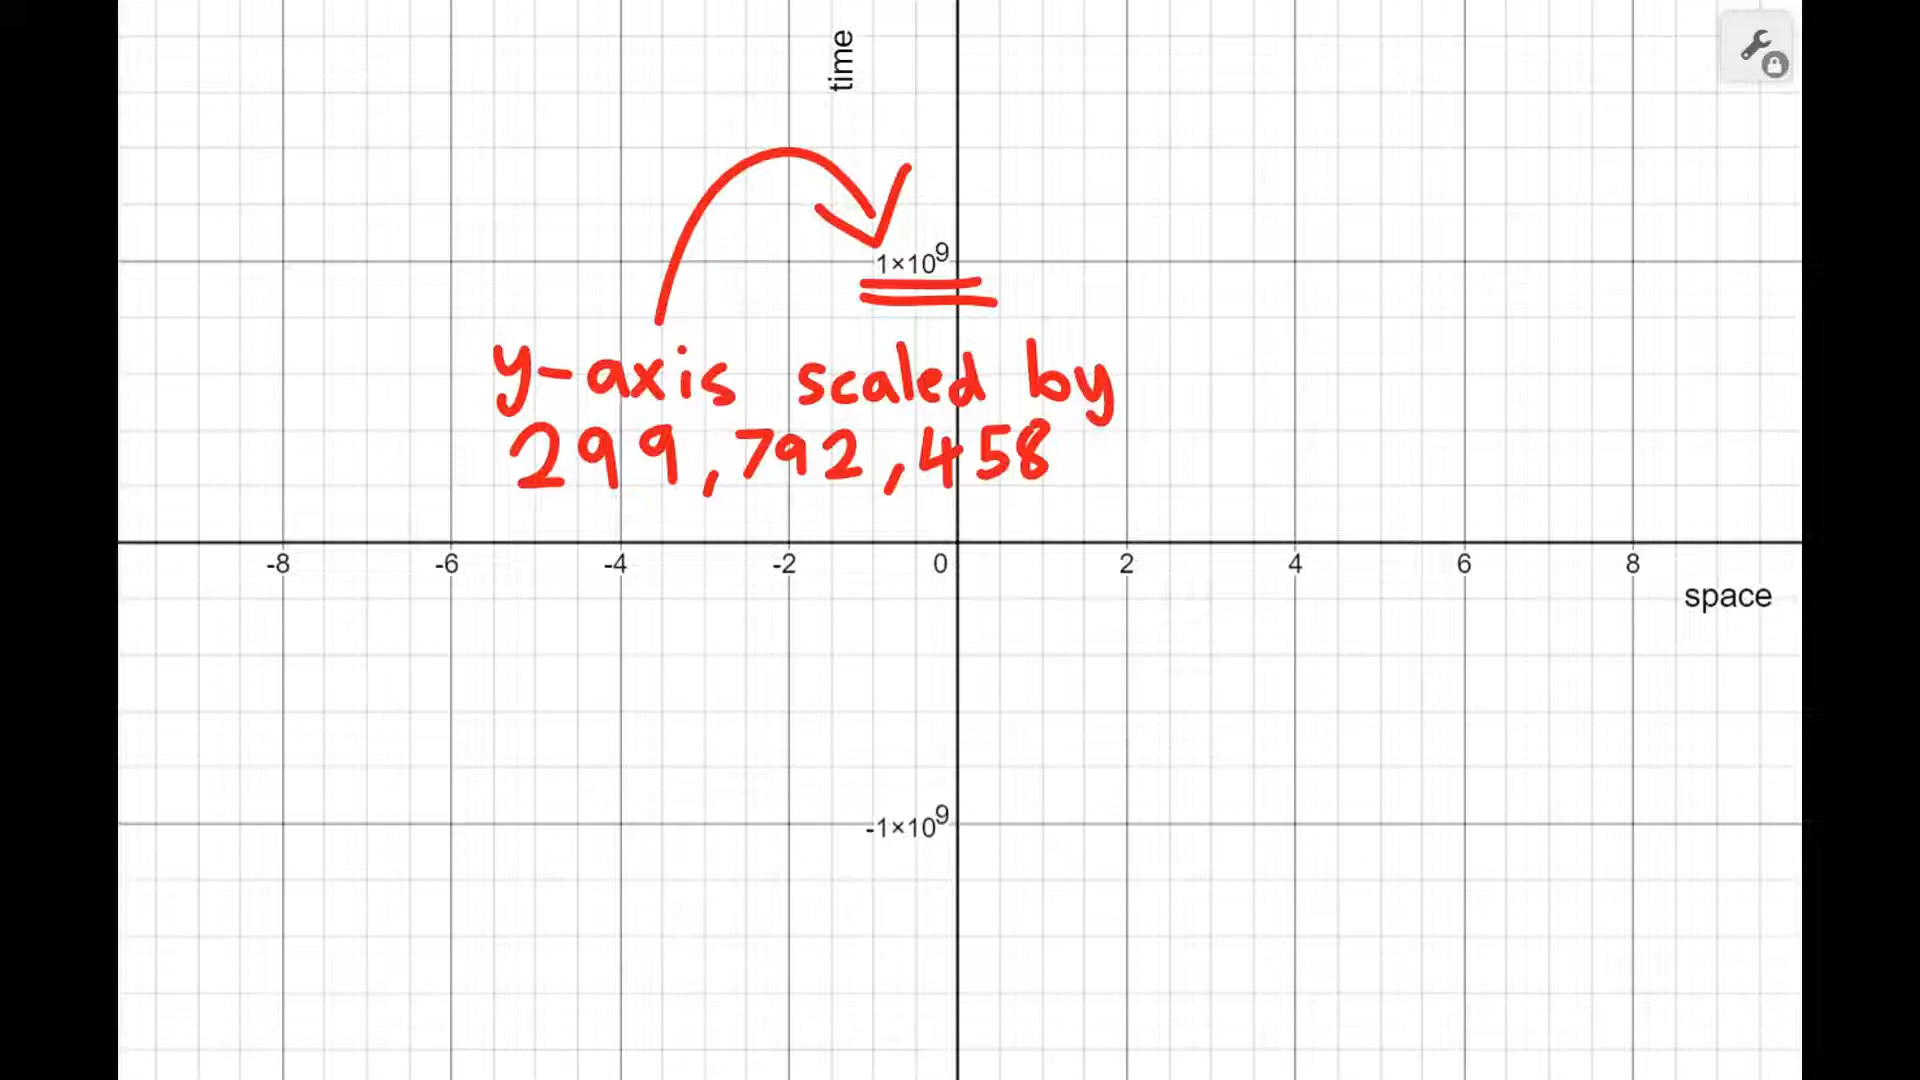 time
1×10⁹
y-axis scaled by
299,792,458
-8 -6 -4 -2 0 2 4 6 8
space
-1×10⁹